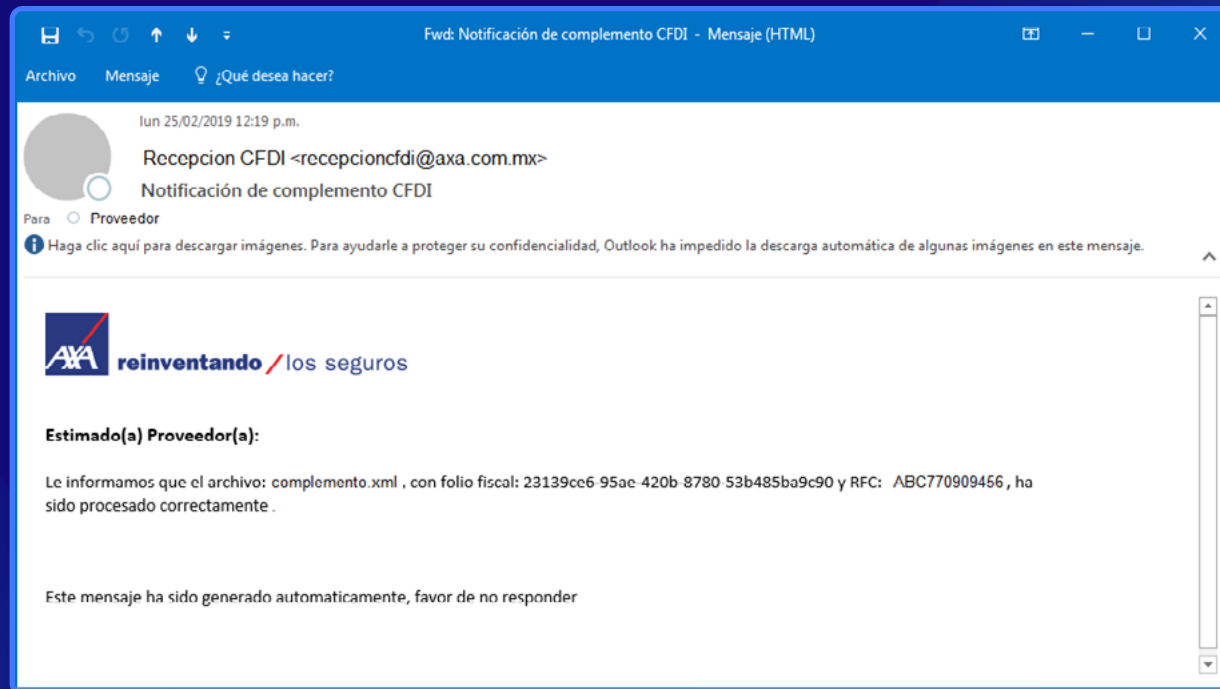 Fwd: Notificación de complemento CFDI - Mensaje (HTML)
Archivo Mensaje ¿Qué desea hacer?
lun 25/02/2019 12:19 p.m.
Recepcion CFDI <recepcioncfdi@axa.com.mx>
Notificación de complemento CFDI
Para Proveedor
Haga clic aquí para descargar imágenes. Para ayudarle a proteger su confidencialidad, Outlook ha impedido la descarga automática de algunas imágenes en este mensaje.
AXA reinventando / los seguros
Estimado(a) Proveedor(a):
Le informamos que el archivo: complemento.xml , con folio fiscal: 23139ce6-95ae-420b-8780-53b485ba9c90 y RFC: ABC770909456 , ha
sido procesado correctamente .
Este mensaje ha sido generado automaticamente, favor de no responder